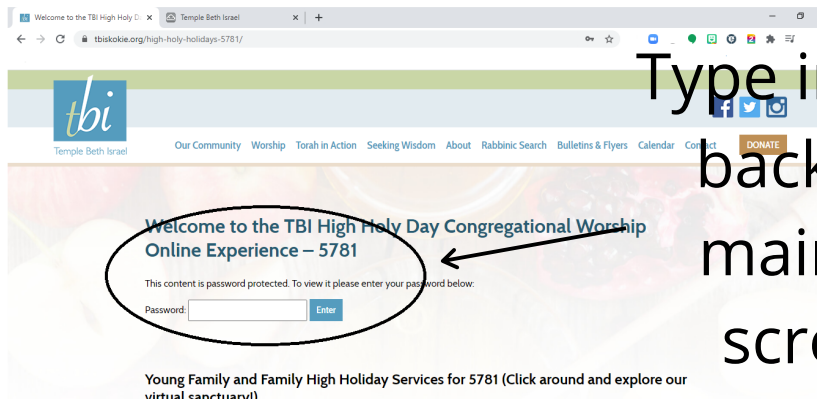 Welcome to the TBI High Holy D
Temple Beth Israel
tbiskokie.org/high-holy-holidays-5781/
tbi
Temple Beth Israel
Our Community Worship Torah in Action Seeking Wisdom About Rabbinic Search Bulletins & Flyers Calendar Contact DONATE
Type in
back
main
scre
Welcome to the TBI High Holy Day Congregational Worship
Online Experience – 5781
This content is password protected. To view it please enter your password below:
Password: Enter
Young Family and Family High Holiday Services for 5781 (Click around and explore our
virtual sanctuary!)